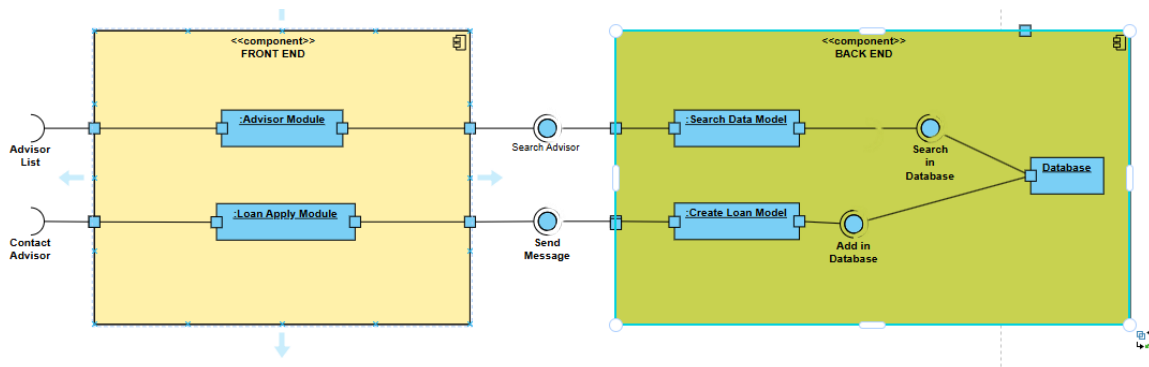 <<component>>
FRONT END
<<component>>
BACK END
:Advisor Module
:Search Data Model
Advisor
List
Search Advisor
Search
in
Database
Database
:Loan Apply Module
:Create Loan Model
Contact
Advisor
Send
Message
Add in
Database